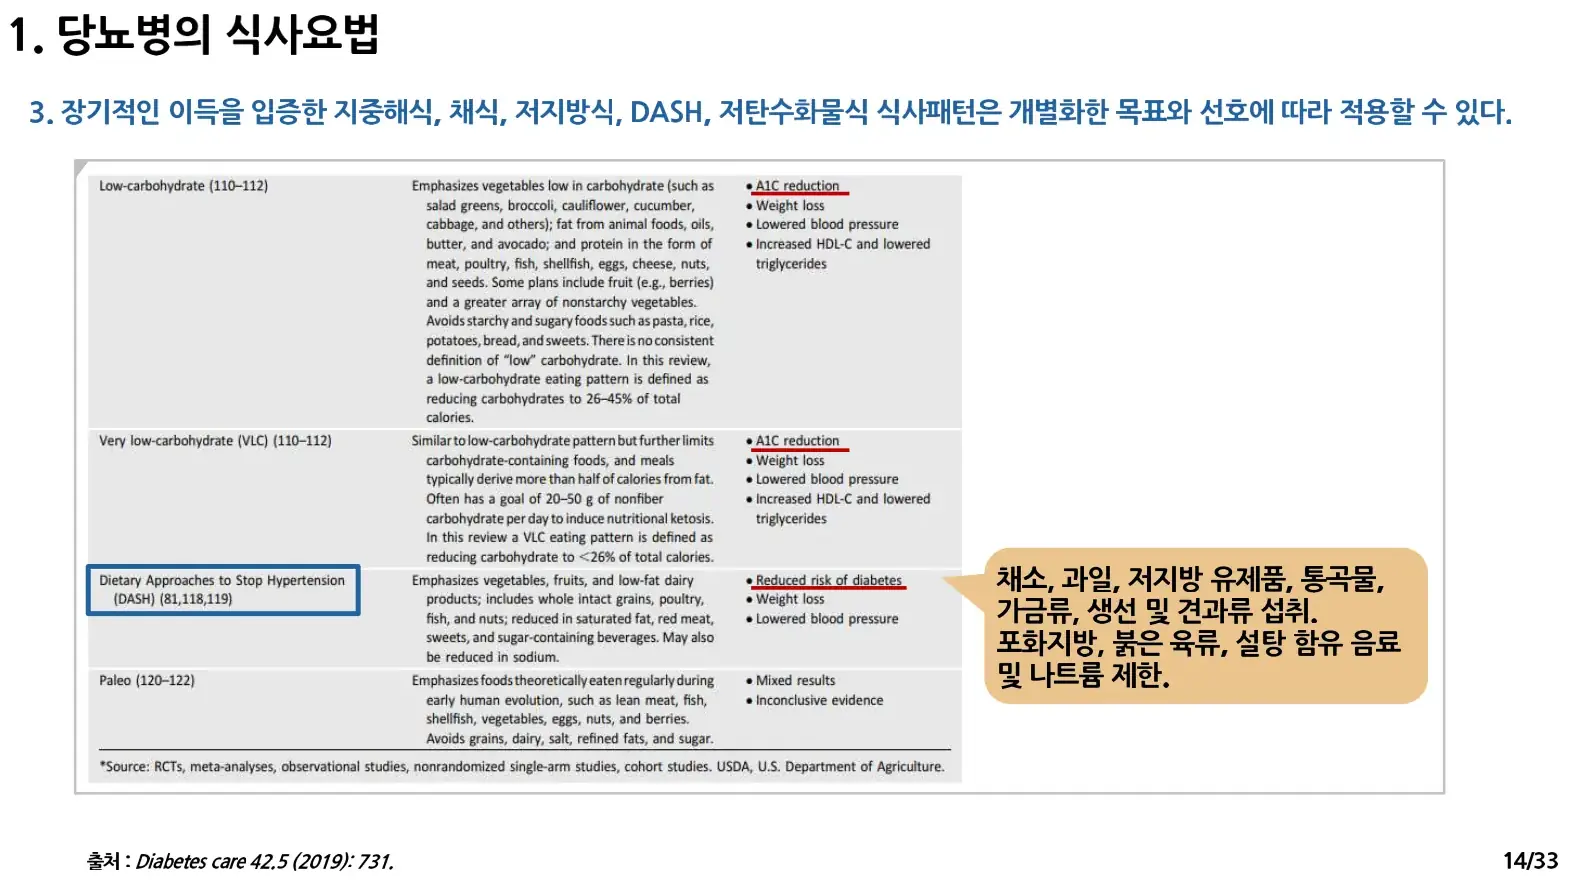 1. 당뇨병의 식사요법
3. 장기적인 이득을 입증한 지중해식, 채식, 저지방식, DASH, 저탄수화물식 식사패턴은 개별화한 목표와 선호에 따라 적용할 수 있다.
Low-carbohydrate (110–112)
Emphasizes vegetables low in carbohydrate (such as
salad greens, broccoli, cauliflower, cucumber,
cabbage, and others); fat from animal foods, oils,
butter, and avocado; and protein in the form of
meat, poultry, fish, shellfish, eggs, cheese, nuts,
and seeds. Some plans include fruit (e.g., berries)
and a greater array of nonstarchy vegetables.
Avoids starchy and sugary foods such as pasta, rice,
potatoes, bread, and sweets. There is no consistent
definition of “low” carbohydrate. In this review,
a low-carbohydrate eating pattern is defined as
reducing carbohydrates to 26–45% of total
calories.
• A1C reduction
• Weight loss
• Lowered blood pressure
• Increased HDL-C and lowered
triglycerides
Very low-carbohydrate (VLC) (110–112)
Similar to low-carbohydrate pattern but further limits
carbohydrate-containing foods, and meals
typically derive more than half of calories from fat.
Often has a goal of 20–50 g of nonfiber
carbohydrate per day to induce nutritional ketosis.
In this review a VLC eating pattern is defined as
reducing carbohydrate to <26% of total calories.
• A1C reduction
• Weight loss
• Lowered blood pressure
• Increased HDL-C and lowered
triglycerides
Dietary Approaches to Stop Hypertension
(DASH) (81,118,119)
Emphasizes vegetables, fruits, and low-fat dairy
products; includes whole intact grains, poultry,
fish, and nuts; reduced in saturated fat, red meat,
sweets, and sugar-containing beverages. May also
be reduced in sodium.
• Reduced risk of diabetes
• Weight loss
• Lowered blood pressure
채소, 과일, 저지방 유제품, 통곡물,
가금류, 생선 및 견과류 섭취.
포화지방, 붉은 육류, 설탕 함유 음료
및 나트륨 제한.
Paleo (120–122)
Emphasizes foods theoretically eaten regularly during
early human evolution, such as lean meat, fish,
shellfish, vegetables, eggs, nuts, and berries.
Avoids grains, dairy, salt, refined fats, and sugar.
• Mixed results
• Inconclusive evidence
*Source: RCTs, meta-analyses, observational studies, nonrandomized single-arm studies, cohort studies. USDA, U.S. Department of Agriculture.
출처 : Diabetes care 42.5 (2019): 731.
14/33